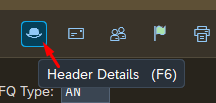 Header Details (F6)
FQ Type: AN